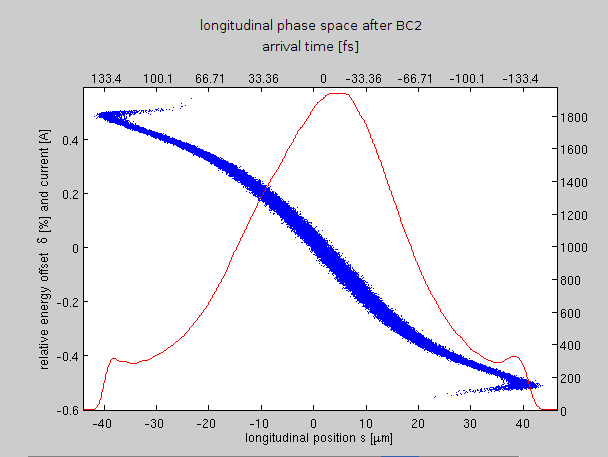 longitudinal phase space after BC2
arrival time [fs]
133.4 100.1 66.71 33.36 0 -33.36 -66.71 -100.1 -133.4
relative energy offset δ [%] and current [A]
0.4
0.2
0
-0.2
-0.4
-0.6
1800
1600
1400
1200
1000
800
600
400
200
0
-40 -30 -20 -10 0 10 20 30 40
longitudinal position s [μm]